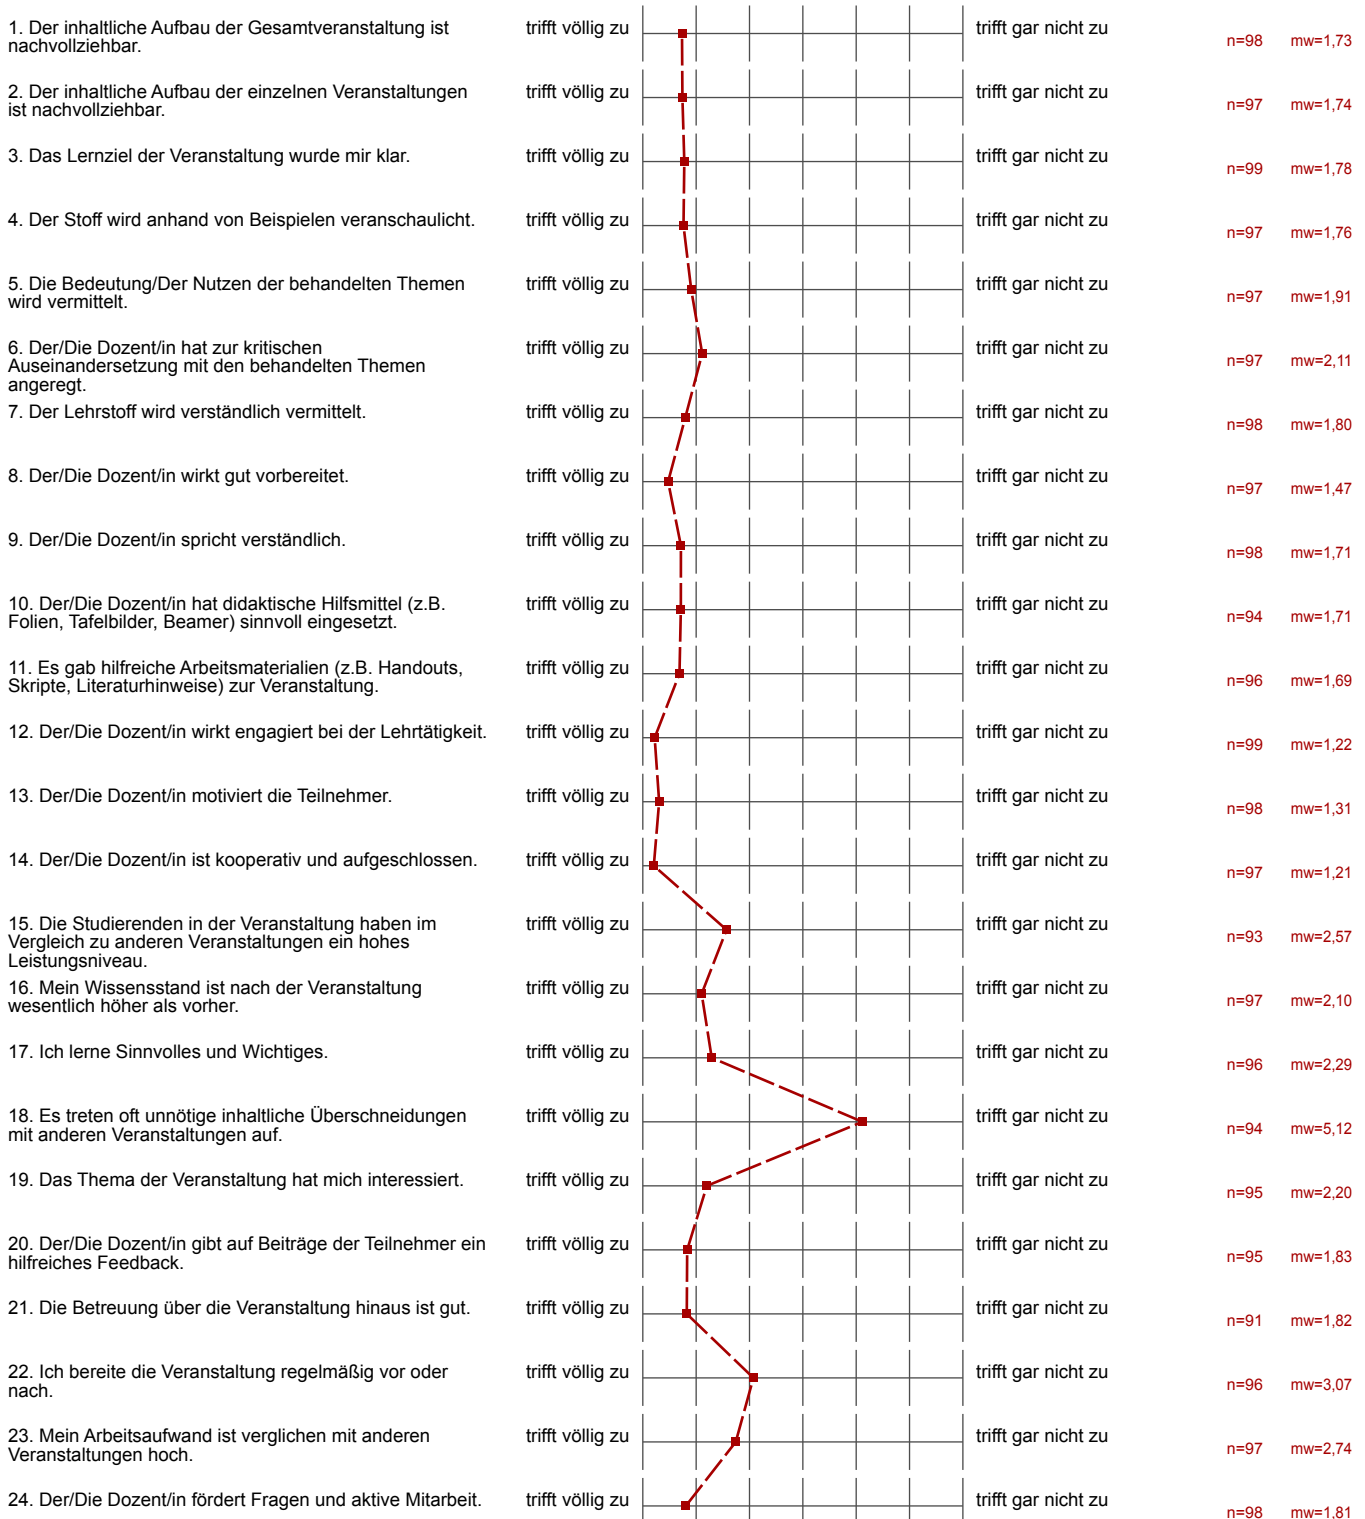 1. Der inhaltliche Aufbau der Gesamtveranstaltung ist
nachvollziehbar.
trifft völlig zu
trifft gar nicht zu
n=98 mw=1,73
2. Der inhaltliche Aufbau der einzelnen Veranstaltungen
ist nachvollziehbar.
trifft völlig zu
trifft gar nicht zu
n=97 mw=1,74
3. Das Lernziel der Veranstaltung wurde mir klar.
trifft völlig zu
trifft gar nicht zu
n=99 mw=1,78
4. Der Stoff wird anhand von Beispielen veranschaulicht.
trifft völlig zu
trifft gar nicht zu
n=97 mw=1,76
5. Die Bedeutung/Der Nutzen der behandelten Themen
wird vermittelt.
trifft völlig zu
trifft gar nicht zu
n=97 mw=1,91
6. Der/Die Dozent/in hat zur kritischen
Auseinandersetzung mit den behandelten Themen
angeregt.
trifft völlig zu
trifft gar nicht zu
n=97 mw=2,11
7. Der Lehrstoff wird verständlich vermittelt.
trifft völlig zu
trifft gar nicht zu
n=98 mw=1,80
8. Der/Die Dozent/in wirkt gut vorbereitet.
trifft völlig zu
trifft gar nicht zu
n=97 mw=1,47
9. Der/Die Dozent/in spricht verständlich.
trifft völlig zu
trifft gar nicht zu
n=98 mw=1,71
10. Der/Die Dozent/in hat didaktische Hilfsmittel (z.B.
Folien, Tafelbilder, Beamer) sinnvoll eingesetzt.
trifft völlig zu
trifft gar nicht zu
n=94 mw=1,71
11. Es gab hilfreiche Arbeitsmaterialien (z.B. Handouts,
Skripte, Literaturhinweise) zur Veranstaltung.
trifft völlig zu
trifft gar nicht zu
n=96 mw=1,69
12. Der/Die Dozent/in wirkt engagiert bei der Lehrtätigkeit.
trifft völlig zu
trifft gar nicht zu
n=99 mw=1,22
13. Der/Die Dozent/in motiviert die Teilnehmer.
trifft völlig zu
trifft gar nicht zu
n=98 mw=1,31
14. Der/Die Dozent/in ist kooperativ und aufgeschlossen.
trifft völlig zu
trifft gar nicht zu
n=97 mw=1,21
15. Die Studierenden in der Veranstaltung haben im
Vergleich zu anderen Veranstaltungen ein hohes
Leistungsniveau.
trifft völlig zu
trifft gar nicht zu
n=93 mw=2,57
16. Mein Wissensstand ist nach der Veranstaltung
wesentlich höher als vorher.
trifft völlig zu
trifft gar nicht zu
n=97 mw=2,10
17. Ich lerne Sinnvolles und Wichtiges.
trifft völlig zu
trifft gar nicht zu
n=96 mw=2,29
18. Es treten oft unnötige inhaltliche Überschneidungen
mit anderen Veranstaltungen auf.
trifft völlig zu
trifft gar nicht zu
n=94 mw=5,12
19. Das Thema der Veranstaltung hat mich interessiert.
trifft völlig zu
trifft gar nicht zu
n=95 mw=2,20
20. Der/Die Dozent/in gibt auf Beiträge der Teilnehmer ein
hilfreiches Feedback.
trifft völlig zu
trifft gar nicht zu
n=95 mw=1,83
21. Die Betreuung über die Veranstaltung hinaus ist gut.
trifft völlig zu
trifft gar nicht zu
n=91 mw=1,82
22. Ich bereite die Veranstaltung regelmäßig vor oder
nach.
trifft völlig zu
trifft gar nicht zu
n=96 mw=3,07
23. Mein Arbeitsaufwand ist verglichen mit anderen
Veranstaltungen hoch.
trifft völlig zu
trifft gar nicht zu
n=97 mw=2,74
24. Der/Die Dozent/in fördert Fragen und aktive Mitarbeit.
trifft völlig zu
trifft gar nicht zu
n=98 mw=1,81